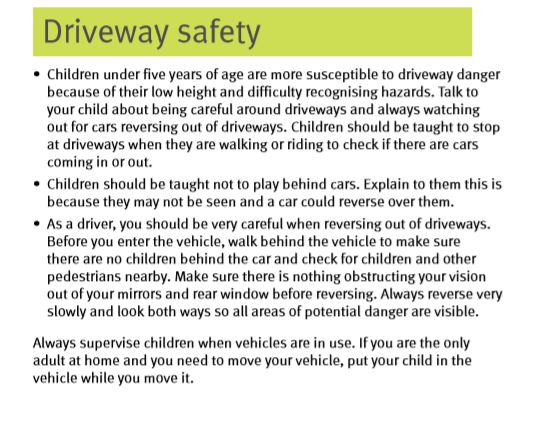 Driveway safety
• Children under five years of age are more susceptible to driveway danger
because of their low height and difficulty recognising hazards. Talk to
your child about being careful around driveways and always watching
out for cars reversing out of driveways. Children should be taught to stop
at driveways when they are walking or riding to check if there are cars
coming in or out.
• Children should be taught not to play behind cars. Explain to them this is
because they may not be seen and a car could reverse over them.
• As a driver, you should be very careful when reversing out of driveways.
Before you enter the vehicle, walk behind the vehicle to make sure
there are no children behind the car and check for children and other
pedestrians nearby. Make sure there is nothing obstructing your vision
out of your mirrors and rear window before reversing. Always reverse very
slowly and look both ways so all areas of potential danger are visible.
Always supervise children when vehicles are in use. If you are the only
adult at home and you need to move your vehicle, put your child in the
vehicle while you move it.